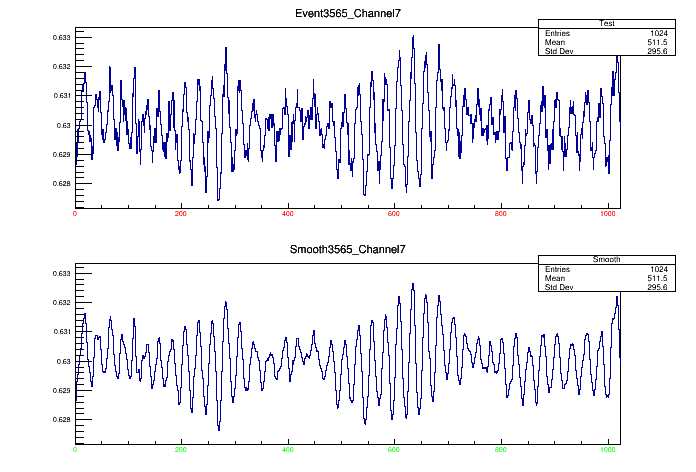 Event3565_Channel7
Test
Entries 1024
Mean 511.5
Std Dev 295.6
0.633
0.632
0.631
0.63
0.629
0.628
0 200 400 600 800 1000
Smooth3565_Channel7
Smooth
Entries 1024
Mean 511.5
Std Dev 295.6
0.633
0.632
0.631
0.63
0.629
0.628
0 200 400 600 800 1000